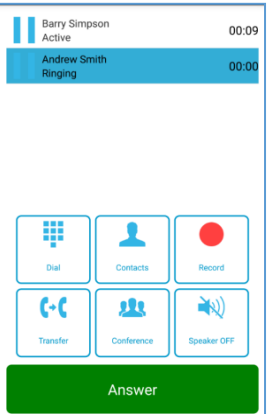 Barry Simpson
Active
00:09
Andrew Smith
Ringing
00:00
Dial
Contacts
Record
Transfer
Conference
Speaker OFF
Answer